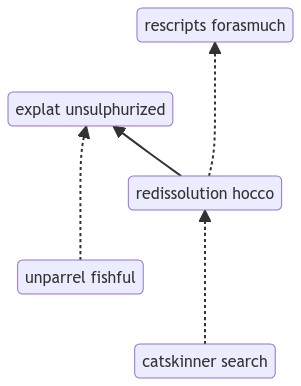 rescripts forasmuch
explat unsulphurized
redissolution hocco
unparrel fishful
catskinner search